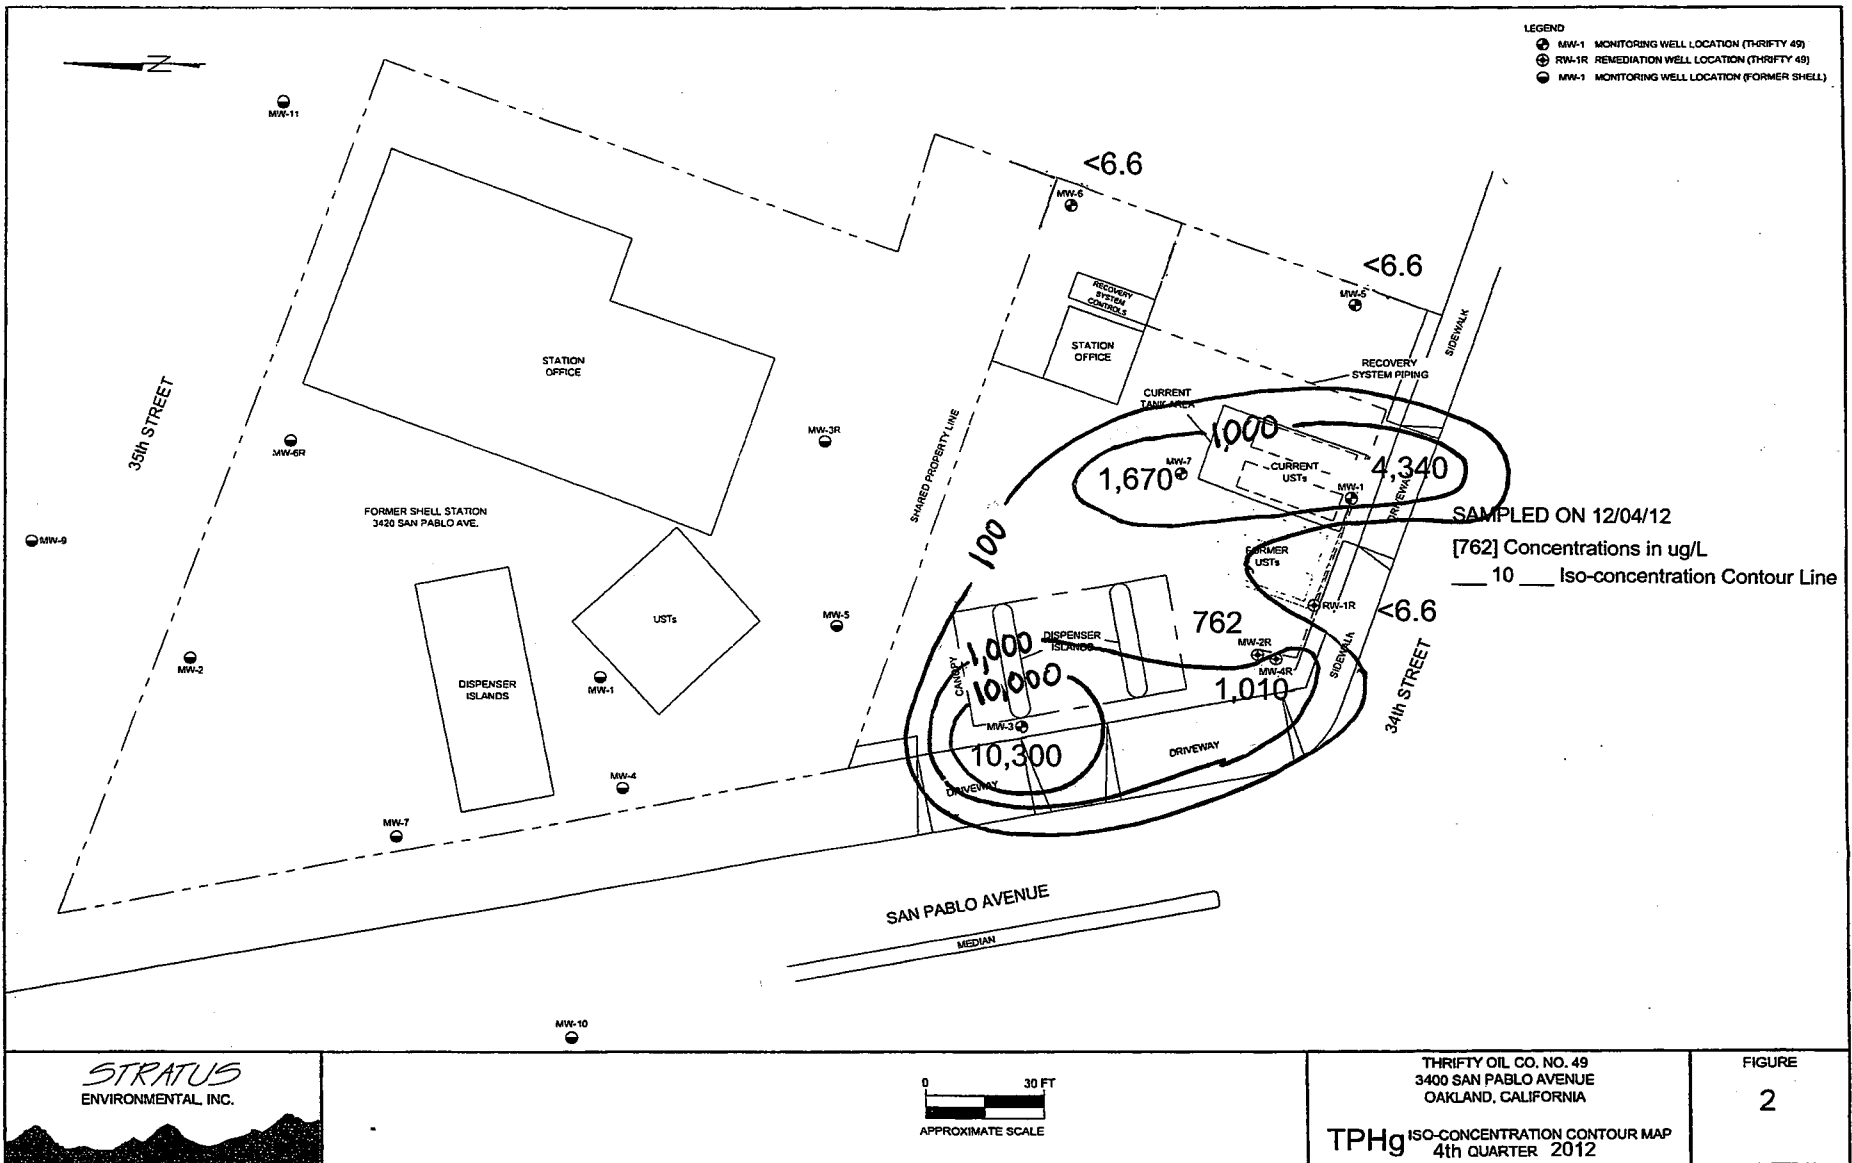 LEGEND
MW-1 MONITORING WELL LOCATION (THRIFTY 49)
RW-1R REMEDIATION WELL LOCATION (THRIFTY 49)
MW-1 MONITORING WELL LOCATION (FORMER SHELL)
Z
MW-11
<6.6
MW-6
<6.6
MW-5
RECOVERY
SYSTEM
CONTROLS
STATION
OFFICE
SIDEWALK
STATION
OFFICE
RECOVERY
SYSTEM PIPING
CURRENT
TANK AREA
35th STREET
MW-6R
MW-3R
SHARED PROPERTY LINE
1,000
1,670
MW-7
CURRENT
USTs
4,340
MW-1
DRIVEWAY
FORMER SHELL STATION
3420 SAN PABLO AVE.
SAMPLED ON 12/04/12
[762] Concentrations in ug/L
___ 10 ___ Iso-concentration Contour Line
MW-9
100
FORMER
USTs
RW-1R
<6.6
USTs
MW-5
762
DISPENSER
ISLANDS
MW-2R
MW-4R
1,010
SIDEWALK
34th STREET
MW-2
MW-1
DISPENSER
ISLANDS
CANOPY
1,000
10,000
MW-3
10,300
DRIVEWAY
DRIVEWAY
MW-4
MW-7
SAN PABLO AVENUE
MEDIAN
MW-10
STRATUS
ENVIRONMENTAL, INC.
0 30 FT
APPROXIMATE SCALE
THRIFTY OIL CO. NO. 49
3400 SAN PABLO AVENUE
OAKLAND, CALIFORNIA
TPHg ISO-CONCENTRATION CONTOUR MAP
4th QUARTER 2012
FIGURE
2